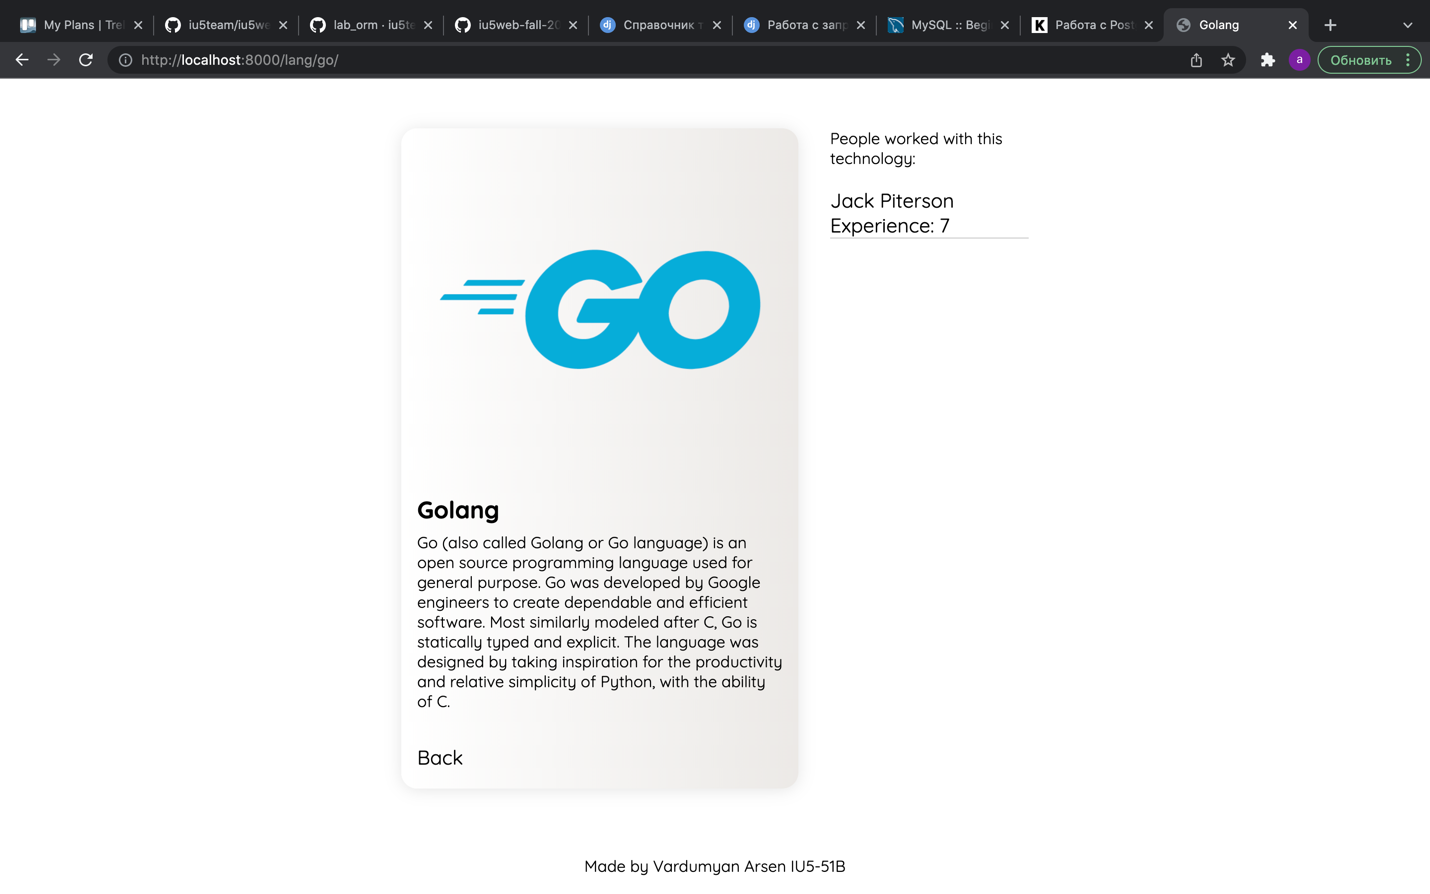 My Plans | Tre
iu5team/iu5we
lab_orm · iu5te
iu5web-fall-20
Справочник т
Работа с запр
MySQL :: Begi
Работа с Post
Golang
http://localhost:8000/lang/go/
a
Обновить
GO
Golang
Go (also called Golang or Go language) is an
open source programming language used for
general purpose. Go was developed by Google
engineers to create dependable and efficient
software. Most similarly modeled after C, Go is
statically typed and explicit. The language was
designed by taking inspiration for the productivity
and relative simplicity of Python, with the ability
of C.
Back
People worked with this
technology:
Jack Piterson
Experience: 7
Made by Vardumyan Arsen IU5-51B